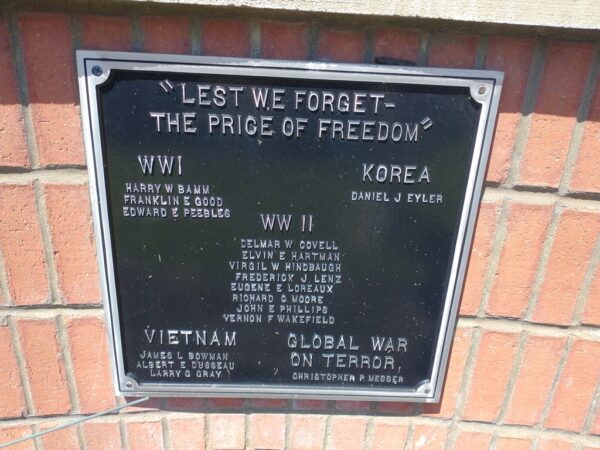 "LEST WE FORGET-
THE PRICE OF FREEDOM"
WWI
HARRY W BAMM
FRANKLIN E GOOD
EDWARD E PEEBLES
KOREA
DANIEL J EYLER
WW II
DELMAR W COVELL
ELVIN E HARTMAN
VIRGIL W HINDBAUGH
FREDERICK J LENZ
EUGENE E LOREAUX
RICHARD C MOORE
JOHN E PHILLIPS
VERNON F WAKEFIELD
VIETNAM
JAMES L BOWMAN
ALBERT E DUSSEAU
LARRY G GRAY
GLOBAL WAR
ON TERROR
CHRISTOPHER P MESSER